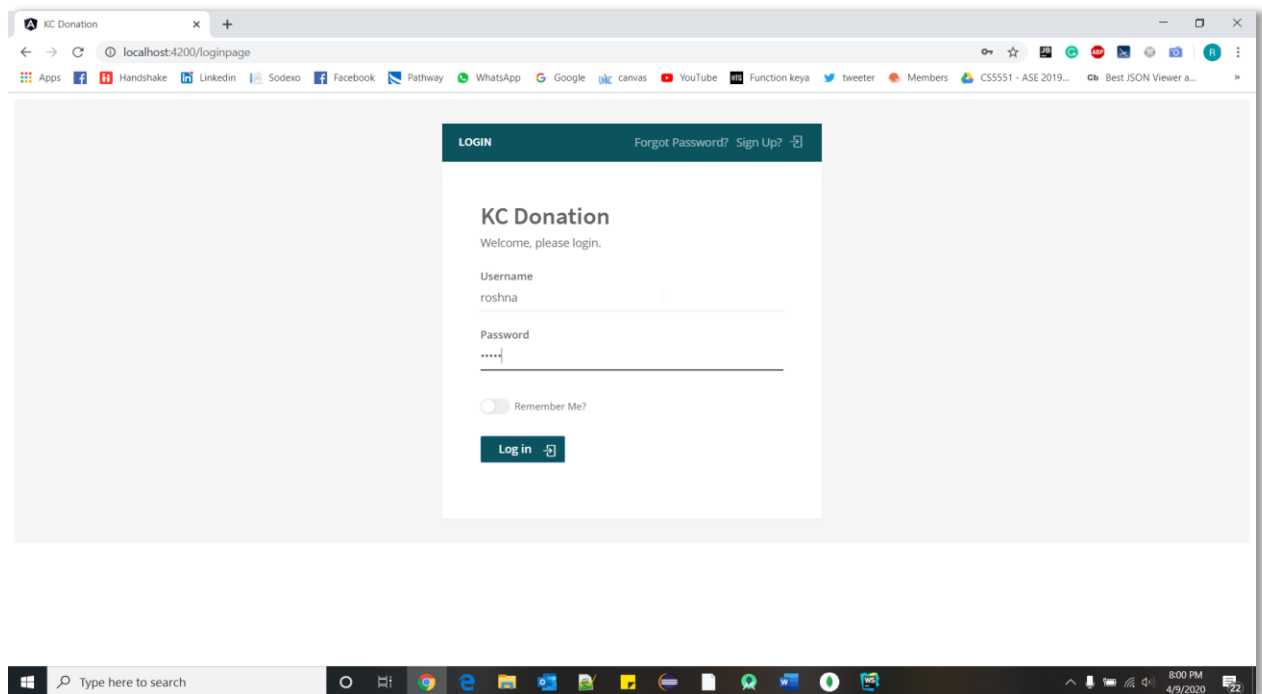 KC Donation
localhost:4200/loginpage
Apps Handshake Linkedin Sodexo Facebook Pathway WhatsApp Google canvas YouTube Function keya tweeter Members CS5551 - ASE 2019... Best JSON Viewer a... »
LOGIN Forgot Password? Sign Up?
KC Donation
Welcome, please login.
Username
roshna
Password
•••••
Remember Me?
Log in
Type here to search
8:00 PM
4/9/2020
22